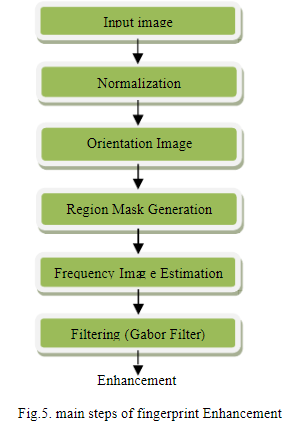 Input image
Normalization
Orientation Image
Region Mask Generation
Frequency Image Estimation
Filtering (Gabor Filter)
Enhancement
Fig.5. main steps of fingerprint Enhancement